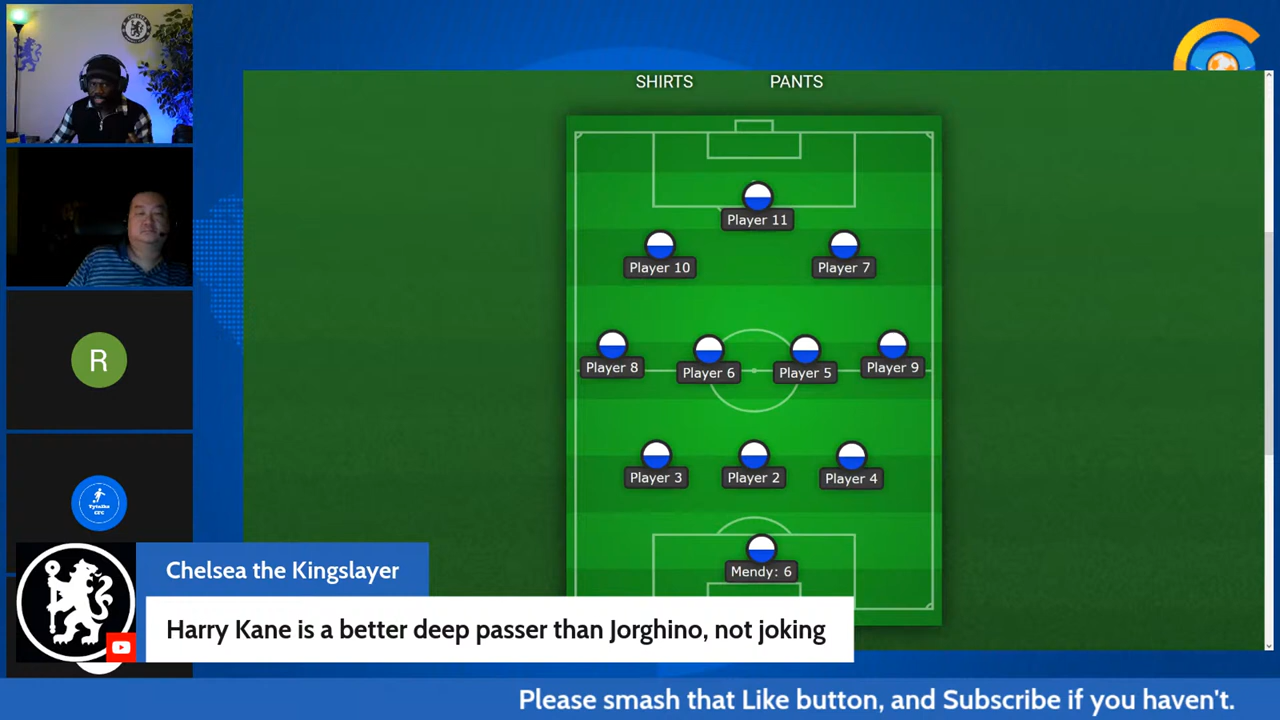 SHIRTS PANTS
Player 11
Player 10 Player 7
Player 8 Player 6 Player 5 Player 9
Player 3 Player 2 Player 4
Mendy: 6
R
Chelsea the Kingslayer
Harry Kane is a better deep passer than Jorghino, not joking
Please smash that Like button, and Subscribe if you haven't.